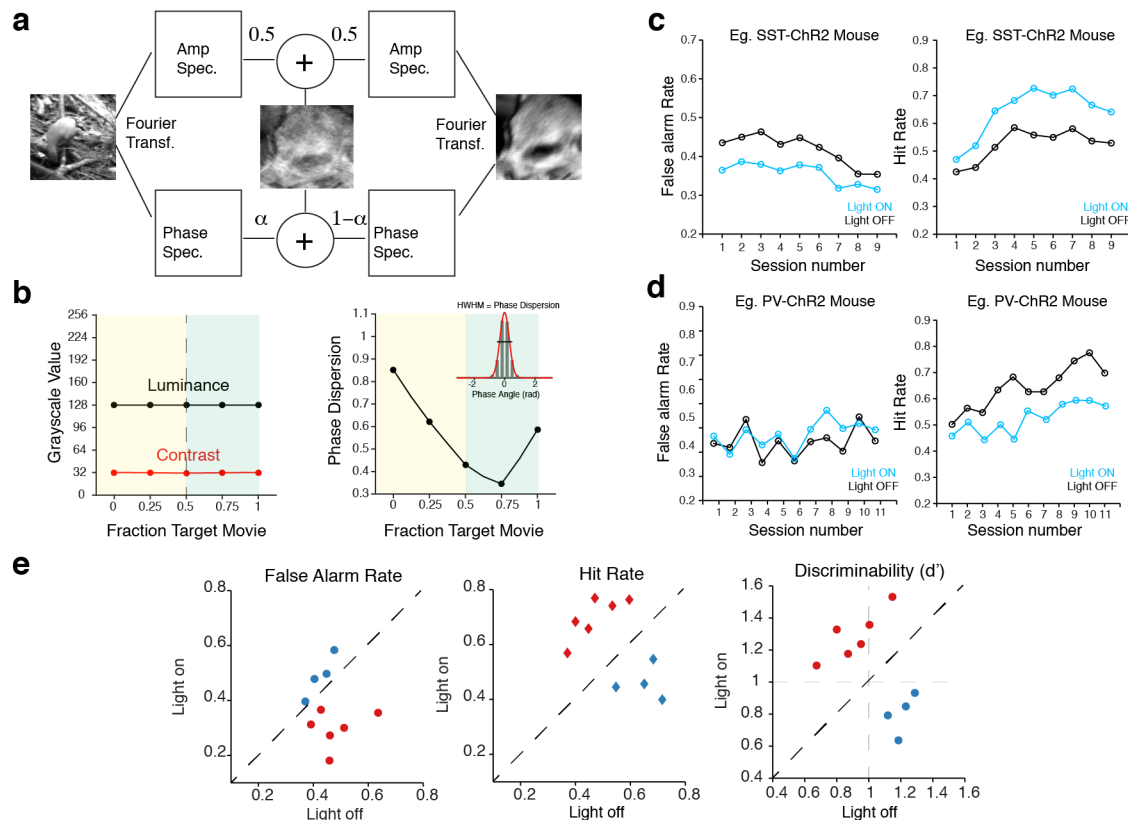 a
0.5
0.5
Amp
Spec.
+
Amp
Spec.
Fourier
Transf.
Fourier
Transf.
Phase
Spec.
α
+
1−α
Phase
Spec.
b
Grayscale Value
256
224
192
160
128
96
64
32
0
Luminance
Contrast
0
0.25
0.5
0.75
1
Fraction Target Movie
Phase Dispersion
1.1
1
0.9
0.8
0.7
0.6
0.5
0.4
0.3
HWHM = Phase Dispersion
-2
0
2
Phase Angle (rad)
0
0.25
0.5
0.75
1
Fraction Target Movie
c
Eg. SST-ChR2 Mouse
False alarm Rate
0.7
0.6
0.5
0.4
0.3
0.2
Light ON
Light OFF
1 2 3 4 5 6 7 8 9
Session number
Eg. SST-ChR2 Mouse
Hit Rate
0.9
0.8
0.7
0.6
0.5
0.4
0.3
0.2
Light ON
Light OFF
1 2 3 4 5 6 7 8 9
Session number
d
Eg. PV-ChR2 Mouse
False alarm Rate
0.9
0.8
0.7
0.6
0.5
0.4
0.3
0.2
Light ON
Light OFF
1 2 3 4 5 6 7 8 9 10 11
Session number
Eg. PV-ChR2 Mouse
Hit Rate
0.9
0.8
0.7
0.6
0.5
0.4
0.3
0.2
Light ON
Light OFF
1 2 3 4 5 6 7 8 9 10 11
Session number
e
False Alarm Rate
Light on
0.8
0.6
0.4
0.2
0.2 0.4 0.6 0.8
Light off
Hit Rate
Light on
0.8
0.6
0.4
0.2
0.2 0.4 0.6 0.8
Light off
Discriminability (d’)
Light on
1.6
1.4
1.2
1
0.8
0.6
0.4
0.4 0.6 0.8 1 1.2 1.4 1.6
Light off